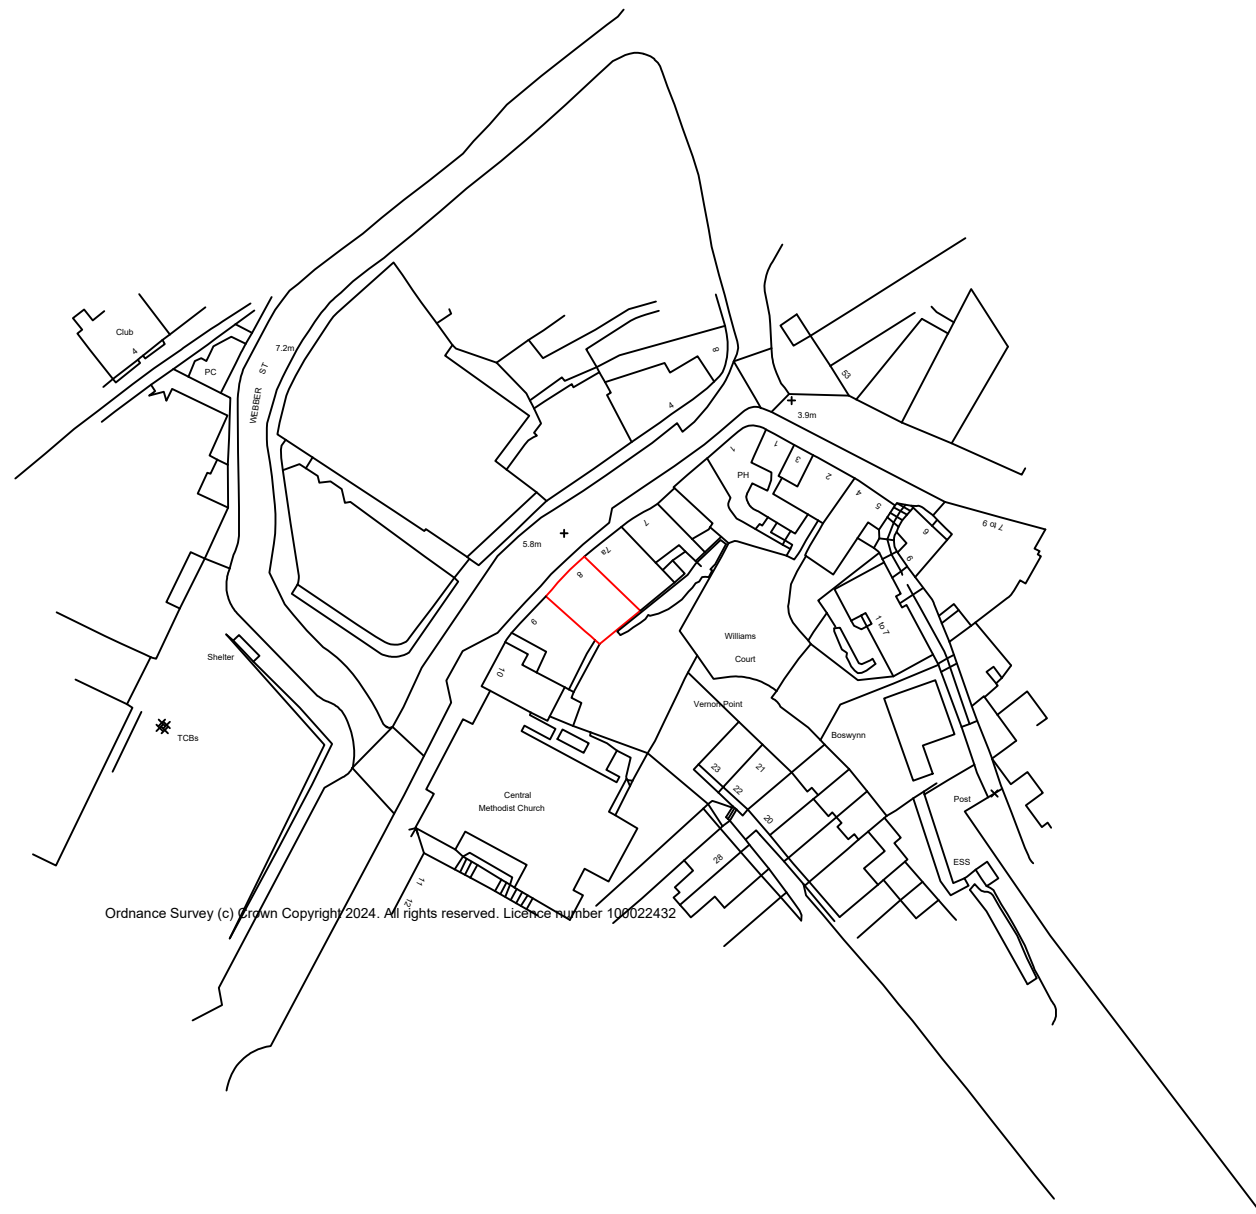 Club
4
PC
7.2m
WEBBER ST
8
4
53
3.9m
1
PH
1
3
2
4
5
6
7 to 9
9
7
7a
8
9
10
5.8m
1 to 7
Williams
Court
Shelter
TCBs
Vernon Point
Boswynn
23
21
22
20
28
Central
Methodist Church
Post
ESS
11
12
Ordnance Survey (c) Crown Copyright 2024. All rights reserved. Licence number 100022432